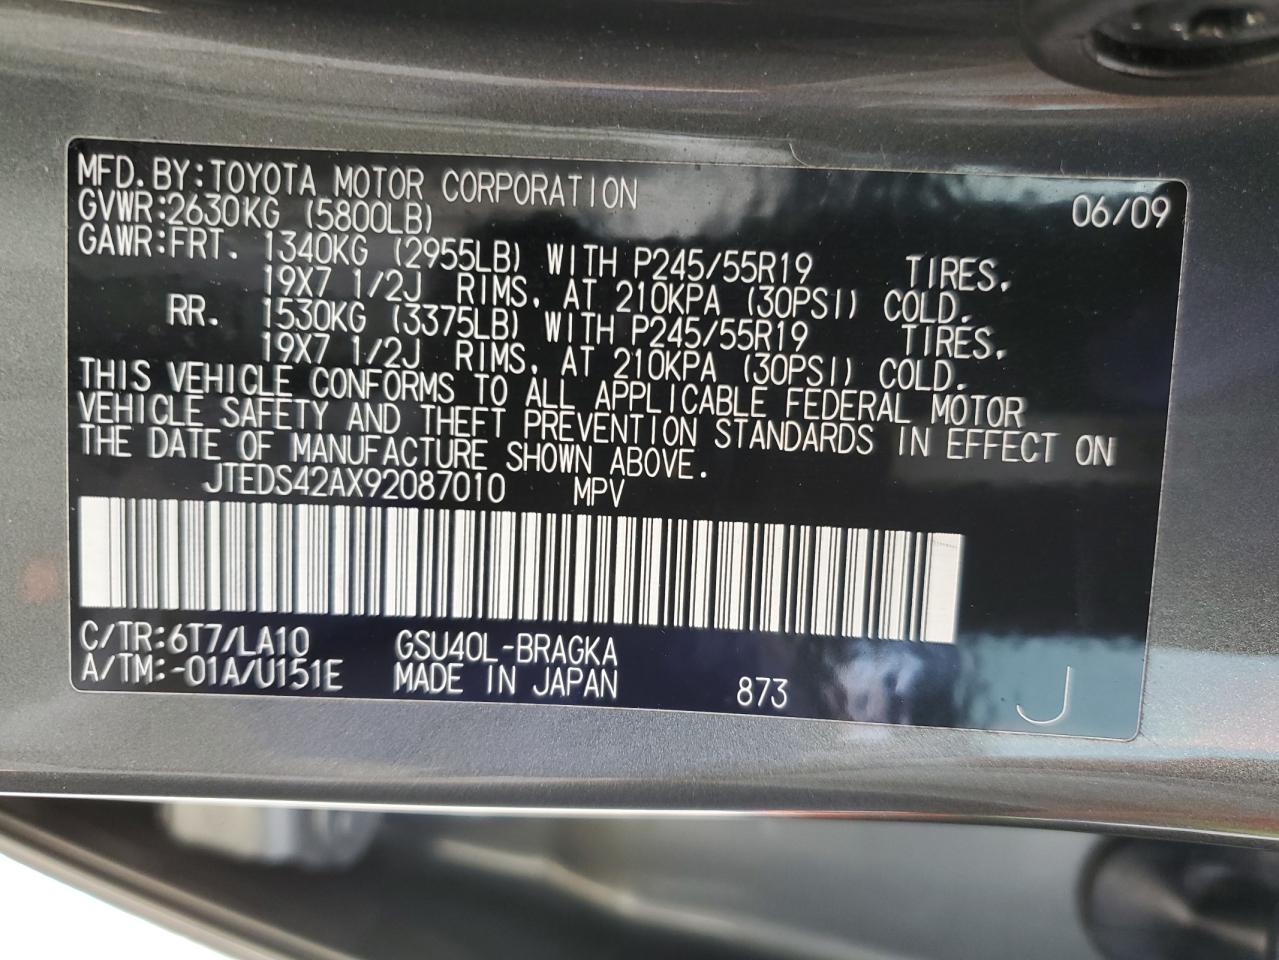 MFD.BY:TOYOTA MOTOR CORPORATION 06/09
GVWR:2630KG (5800LB)
GAWR:FRT. 1340KG (2955LB) WITH P245/55R19 TIRES,
19X7 1/2J RIMS, AT 210KPA (30PSI) COLD.
RR. 1530KG (3375LB) WITH P245/55R19 TIRES,
19X7 1/2J RIMS, AT 210KPA (30PSI) COLD.
THIS VEHICLE CONFORMS TO ALL APPLICABLE FEDERAL MOTOR
VEHICLE SAFETY AND THEFT PREVENTION STANDARDS IN EFFECT ON
THE DATE OF MANUFACTURE SHOWN ABOVE.
JTEDS42AX92087010 MPV
C/TR:6T7/LA10 GSU40L-BRAGKA
A/TM:-01A/U151E MADE IN JAPAN 873 J